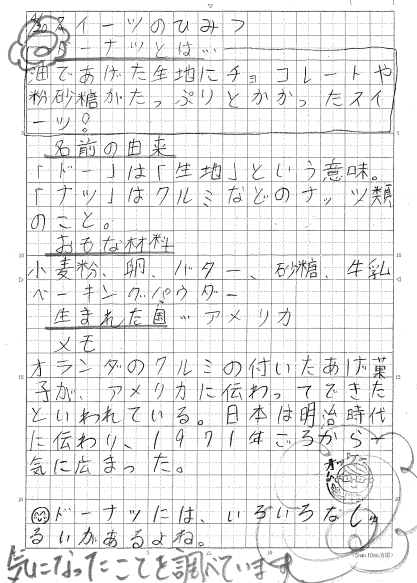 スイーツのひみつ
ドーナツとは…
油であげた生地にチョコレートや
粉砂糖がたっぷりとかかったスイ
ーツ。
名前の由来
「ドー」は「生地」という意味。
「ナツ」はクルミなどのナッツ類
のこと。
おもな材料
小麦粉、卵、バター、砂糖、牛乳
ベーキングパウダー
生まれた国…アメリカ
メモ
オランダのクルミの付いたあげ菓
子が、アメリカに伝わってできた
といわれている。日本は明治時代
に伝わり、1971年ごろから一
気に広まった。
ドーナツには、いろいろなしゅ
るいがあるよね。
気になったことを調べています
15mm・10mm方眼